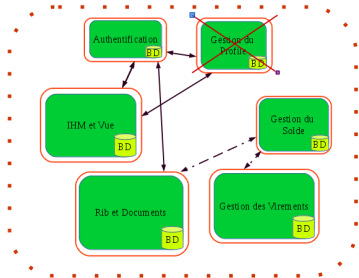 Authentification
BD
Gestion du
Profile
BD
IHM et Vue
BD
Gestion du
Solde
BD
Rib et Documents
BD
Gestion des Virements
BD